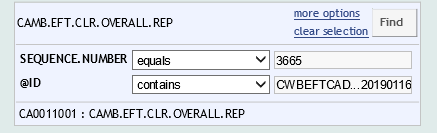 more options
CAMB.EFT.CLR.OVERALL.REP
clear selection
Find
SEQUENCE.NUMBER equals 3665
@ID contains CWBEFTCAD...20190116
CA0011001 : CAMB.EFT.CLR.OVERALL.REP